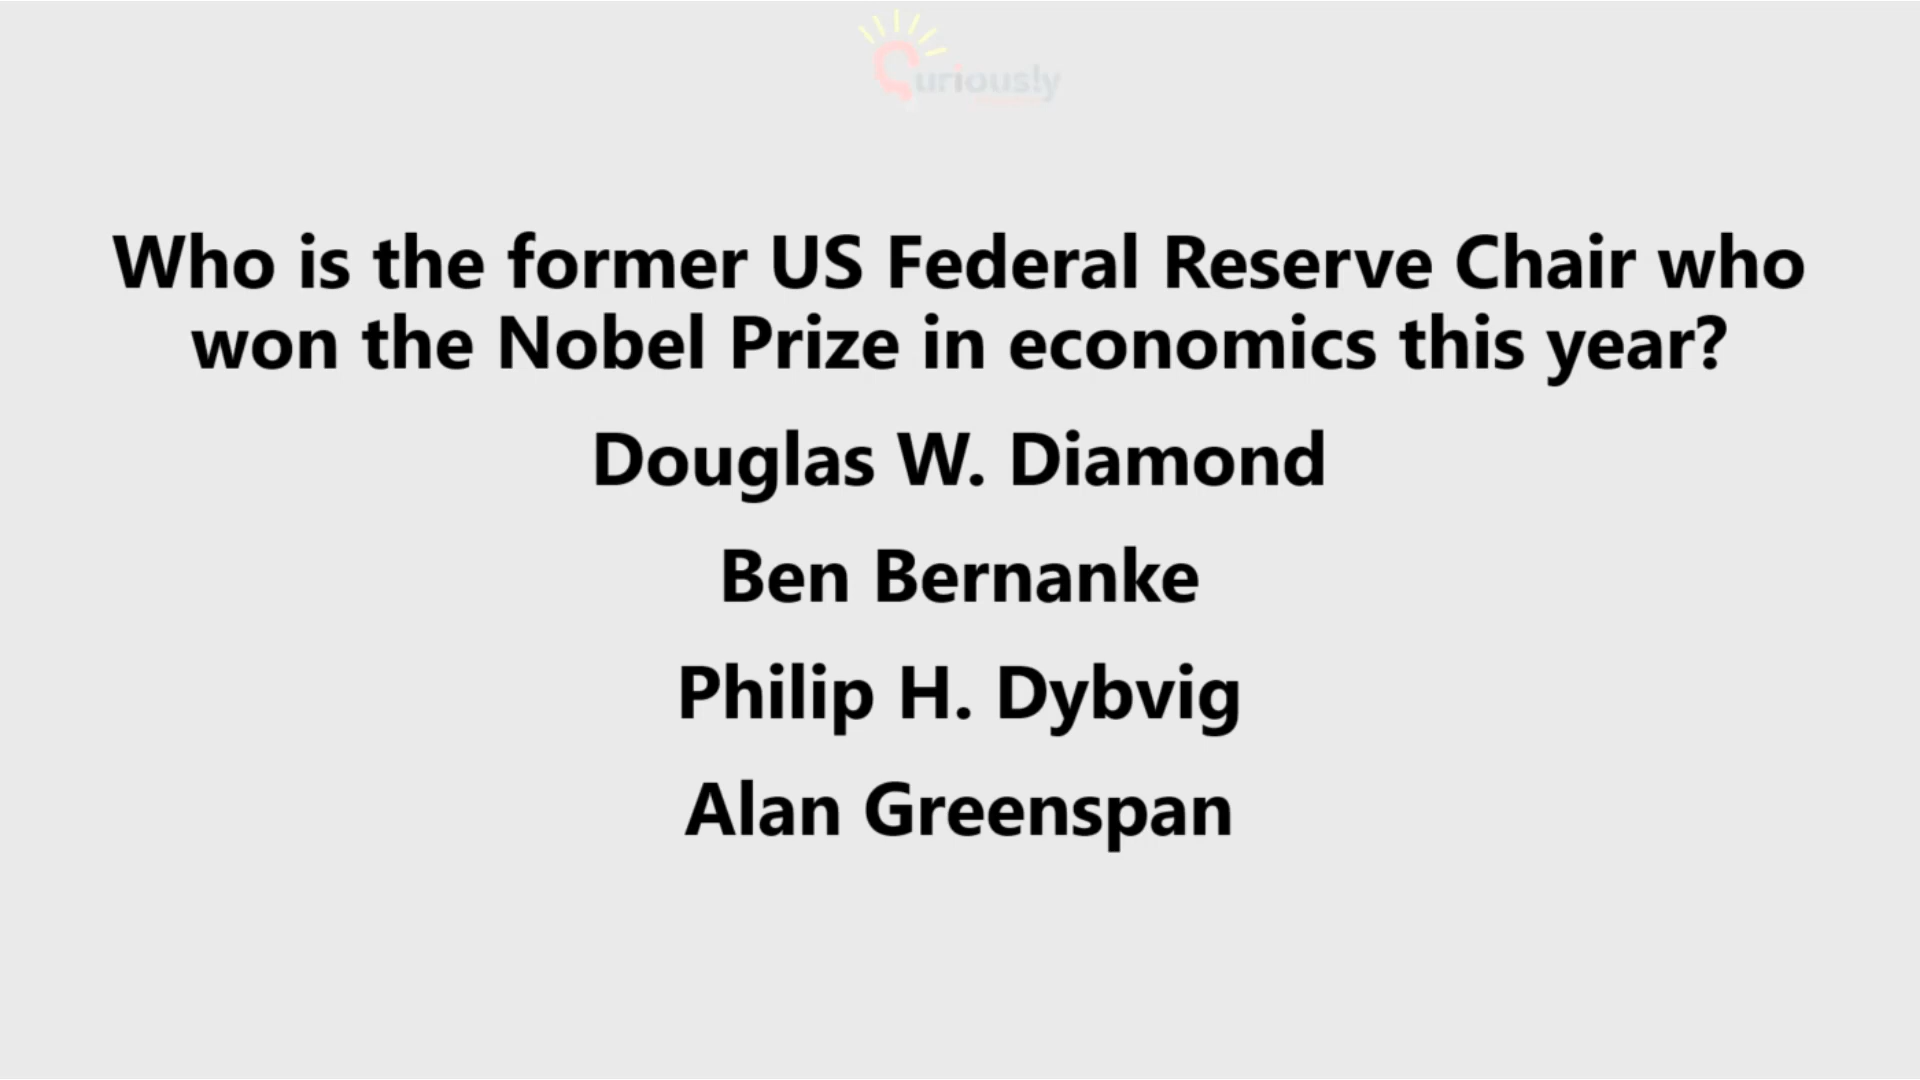 Curiously
Who is the former US Federal Reserve Chair who
won the Nobel Prize in economics this year?
Douglas W. Diamond
Ben Bernanke
Philip H. Dybvig
Alan Greenspan